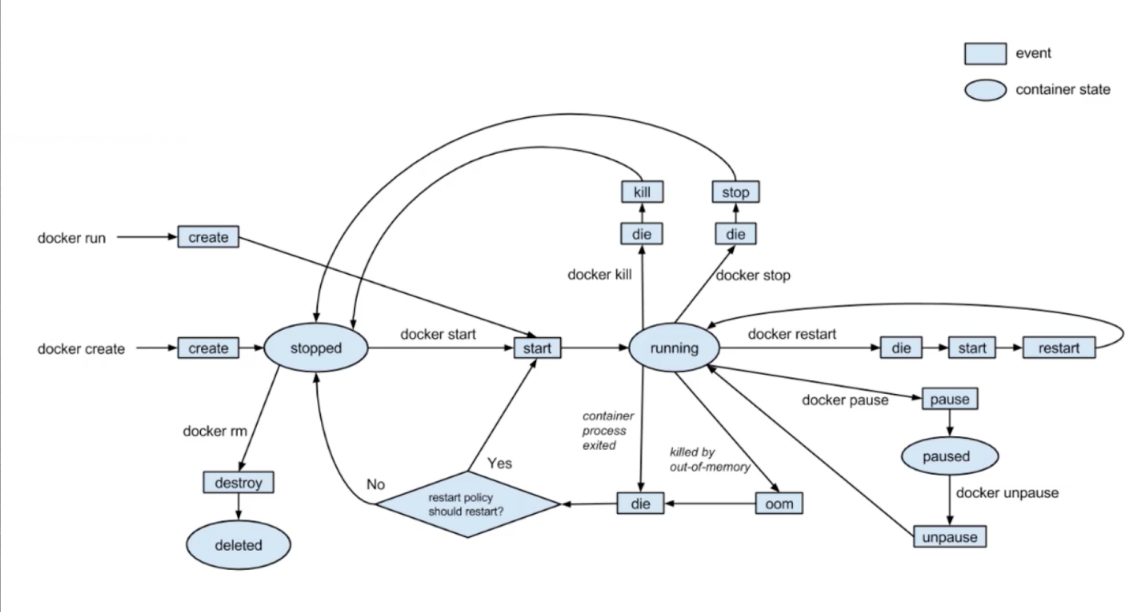 event
container state
kill
stop
docker run
create
die
die
docker kill
docker stop
docker create
create
stopped
docker start
start
running
docker restart
die
start
restart
docker pause
pause
container
process
exited
docker rm
killed by
out-of-memory
paused
Yes
No
destroy
restart policy
should restart?
die
oom
docker unpause
deleted
unpause